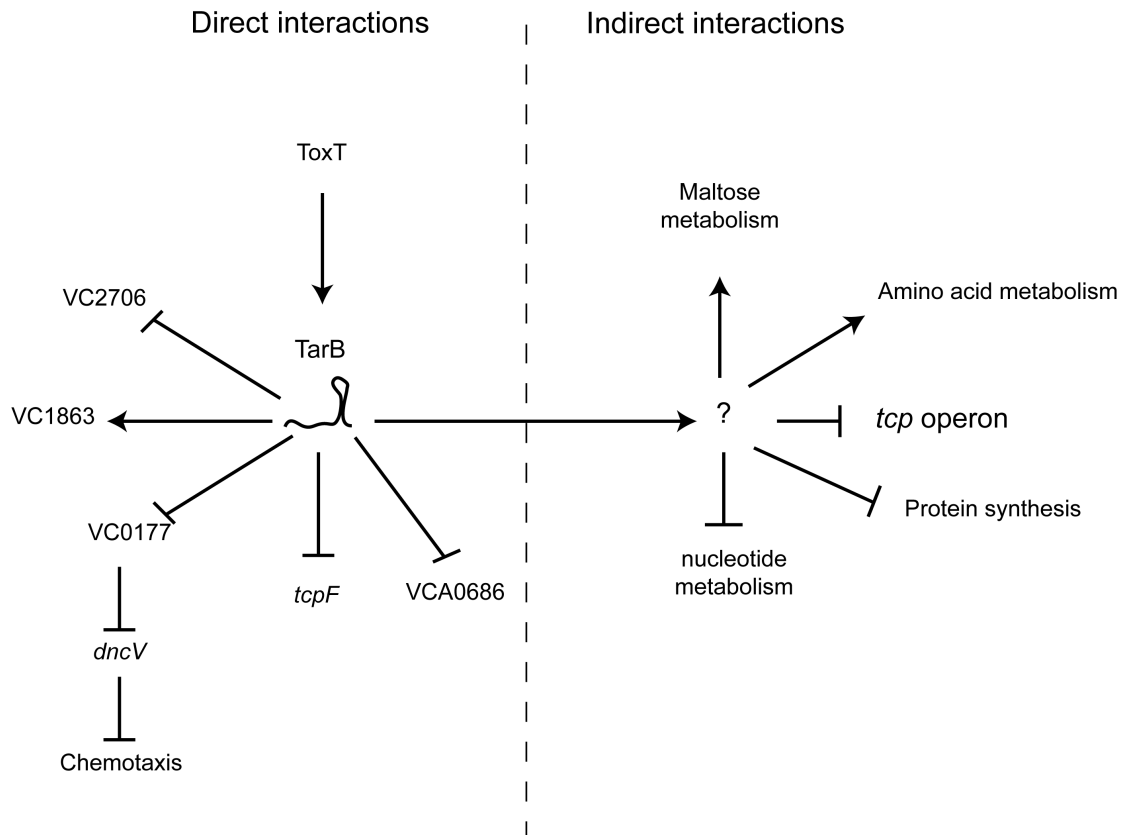 Direct interactions
Indirect interactions
ToxT
Maltose
metabolism
VC2706
Amino acid metabolism
TarB
VC1863
?
tcp operon
VC0177
Protein synthesis
nucleotide
metabolism
tcpF
VCA0686
dncV
Chemotaxis